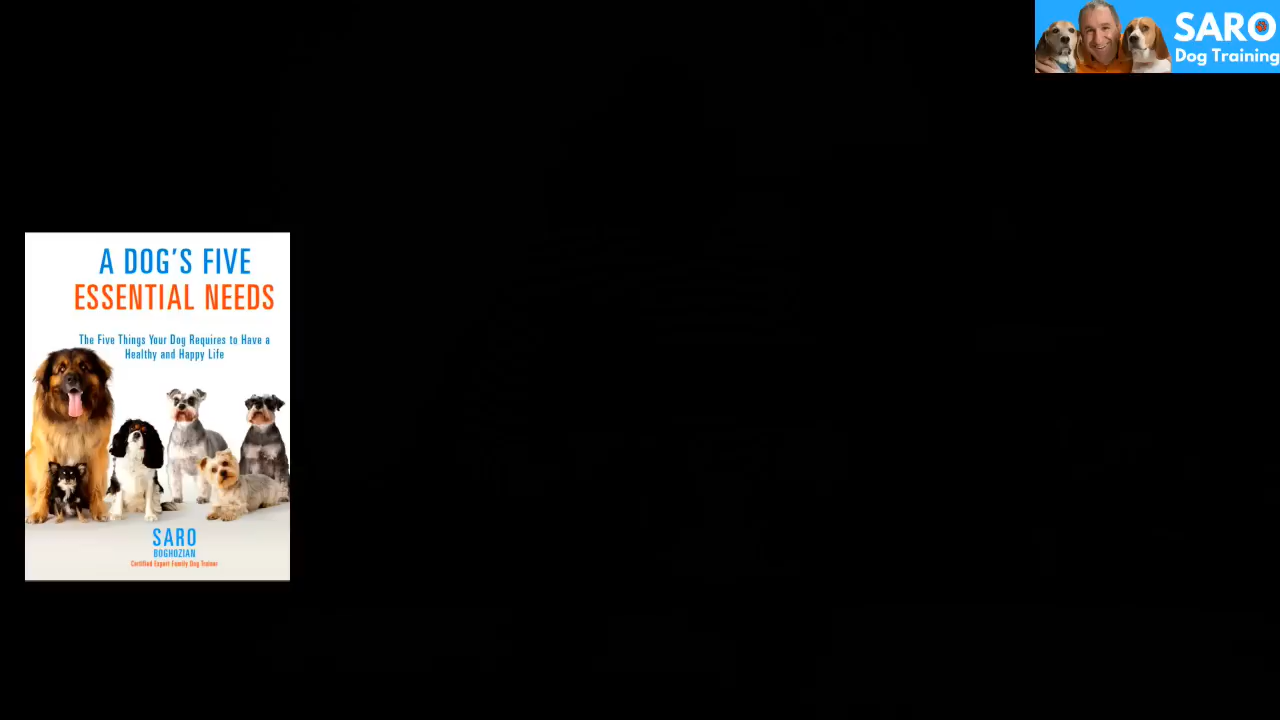 SARO
Dog Training
A DOG'S FIVE
ESSENTIAL NEEDS
The Five Things Your Dog Requires to Have a
Healthy and Happy Life
SARO
BOGHOZIAN
Certified Expert Family Dog Trainer